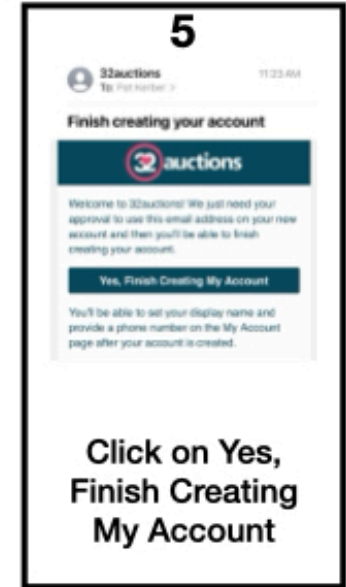 5
32auctions
11:23 AM
To: Pat Kerber >
Finish creating your account
32 auctions
Welcome to 32auctions! We just need your
approval to use this email address on your new
account and then you'll be able to finish
creating your account.
Yes, Finish Creating My Account
You'll be able to set your display name and
provide a phone number on the My Account
page after your account is created.
Click on Yes,
Finish Creating
My Account